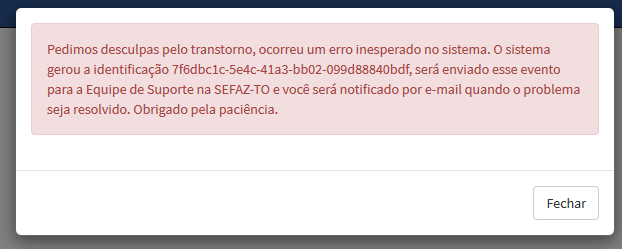 Pedimos desculpas pelo transtorno, ocorreu um erro inesperado no sistema. O sistema
gerou a identificação 7f6dbc1c-5e4c-41a3-bb02-099d88840bdf, será enviado esse evento
para a Equipe de Suporte na SEFAZ-TO e você será notificado por e-mail quando o problema
seja resolvido. Obrigado pela paciência.
Fechar